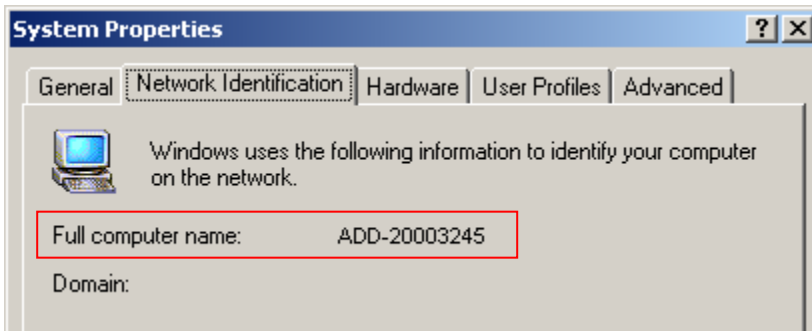 System Properties
General Network Identification Hardware User Profiles Advanced
Windows uses the following information to identify your computer
on the network.
Full computer name: ADD-20003245
Domain: